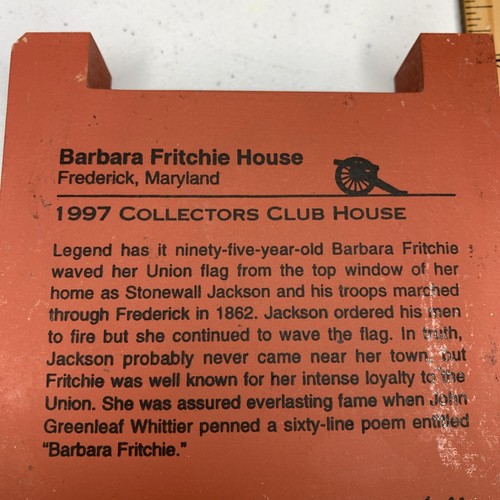 Barbara Fritchie House
Frederick, Maryland
1997 COLLECTORS CLUB HOUSE
Legend has it ninety-five-year-old Barbara Fritchie
waved her Union flag from the top window of her
home as Stonewall Jackson and his troops marched
through Frederick in 1862. Jackson ordered his men
to fire but she continued to wave the flag. In truth,
Jackson probably never came near her town, but
Fritchie was well known for her intense loyalty to the
Union. She was assured everlasting fame when John
Greenleaf Whittier penned a sixty-line poem entitled
"Barbara Fritchie."